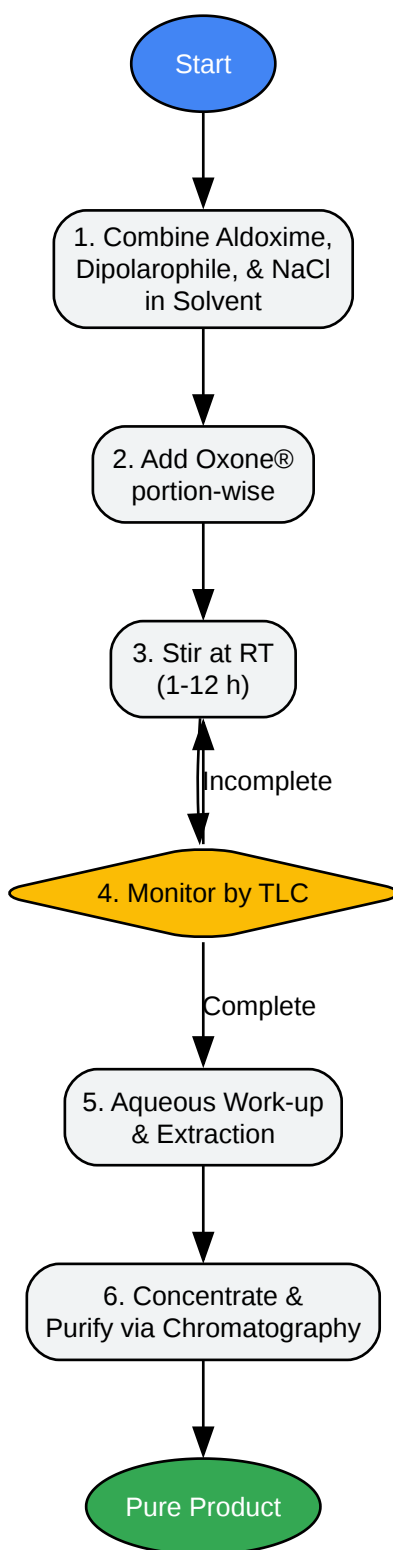 Start
1. Combine Aldoxime,
Dipolarophile, & NaCl
in Solvent
2. Add Oxone®
portion-wise
3. Stir at RT
(1-12 h)
Incomplete
4. Monitor by TLC
Complete
5. Aqueous Work-up
& Extraction
6. Concentrate &
Purify via Chromatography
Pure Product